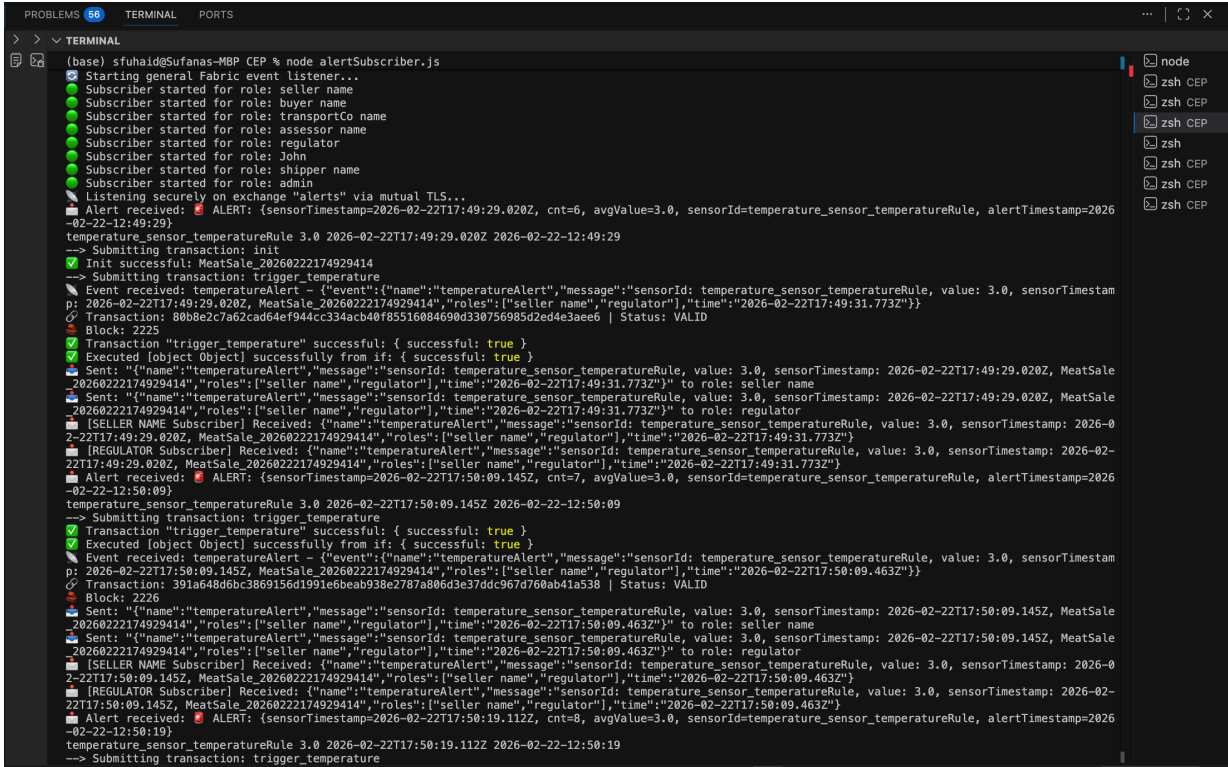 PROBLEMS 56 TERMINAL PORTS
TERMINAL
(base) sfuhaid@Sufanas-MBP CEP % node alertSubscriber.js
Starting general Fabric event listener...
Subscriber started for role: seller name
Subscriber started for role: buyer name
Subscriber started for role: transportCo name
Subscriber started for role: assessor name
Subscriber started for role: regulator
Subscriber started for role: John
Subscriber started for role: shipper name
Subscriber started for role: admin
Listening securely on exchange "alerts" via mutual TLS...
Alert received: 🚨 ALERT: {sensorTimestamp=2026-02-22T17:49:29.020Z, cnt=6, avgValue=3.0, sensorId=temperature_sensor_temperatureRule, alertTimestamp=2026
-02-22-12:49:29}
temperature_sensor_temperatureRule 3.0 2026-02-22T17:49:29.020Z 2026-02-22-12:49:29
--> Submitting transaction: init
✅ Init successful: MeatSale_20260222174929414
--> Submitting transaction: trigger_temperature
Event received: temperatureAlert - {"event":{"name":"temperatureAlert","message":"sensorId: temperature_sensor_temperatureRule, value: 3.0, sensorTimestam
p: 2026-02-22T17:49:29.020Z, MeatSale_20260222174929414","roles":["seller name","regulator"],"time":"2026-02-22T17:49:31.773Z"}}
Transaction: 80b8e2c7a62cad64ef944cc334acb40f85516084690d330756985d2ed4e3aee6 | Status: VALID
Block: 2225
✅ Transaction "trigger_temperature" successful: { successful: true }
✅ Executed [object Object] successfully from if: { successful: true }
Sent: "{"name":"temperatureAlert","message":"sensorId: temperature_sensor_temperatureRule, value: 3.0, sensorTimestamp: 2026-02-22T17:49:29.020Z, MeatSale
_20260222174929414","roles":["seller name","regulator"],"time":"2026-02-22T17:49:31.773Z"}" to role: seller name
Sent: "{"name":"temperatureAlert","message":"sensorId: temperature_sensor_temperatureRule, value: 3.0, sensorTimestamp: 2026-02-22T17:49:29.020Z, MeatSale
_20260222174929414","roles":["seller name","regulator"],"time":"2026-02-22T17:49:31.773Z"}" to role: regulator
[SELLER NAME Subscriber] Received: {"name":"temperatureAlert","message":"sensorId: temperature_sensor_temperatureRule, value: 3.0, sensorTimestamp: 2026-0
2-22T17:49:29.020Z, MeatSale_20260222174929414","roles":["seller name","regulator"],"time":"2026-02-22T17:49:31.773Z"}
[REGULATOR Subscriber] Received: {"name":"temperatureAlert","message":"sensorId: temperature_sensor_temperatureRule, value: 3.0, sensorTimestamp: 2026-02-
22T17:49:29.020Z, MeatSale_20260222174929414","roles":["seller name","regulator"],"time":"2026-02-22T17:49:31.773Z"}
Alert received: 🚨 ALERT: {sensorTimestamp=2026-02-22T17:50:09.145Z, cnt=7, avgValue=3.0, sensorId=temperature_sensor_temperatureRule, alertTimestamp=2026
-02-22-12:50:09}
temperature_sensor_temperatureRule 3.0 2026-02-22T17:50:09.145Z 2026-02-22-12:50:09
--> Submitting transaction: trigger_temperature
✅ Transaction "trigger_temperature" successful: { successful: true }
✅ Executed [object Object] successfully from if: { successful: true }
Event received: temperatureAlert - {"event":{"name":"temperatureAlert","message":"sensorId: temperature_sensor_temperatureRule, value: 3.0, sensorTimestam
p: 2026-02-22T17:50:09.145Z, MeatSale_20260222174929414","roles":["seller name","regulator"],"time":"2026-02-22T17:50:09.463Z"}}
Transaction: 391a648d6bc3869156d1991e6beab938e2787a806d3e37ddc967d760ab41a538 | Status: VALID
Block: 2226
Sent: "{"name":"temperatureAlert","message":"sensorId: temperature_sensor_temperatureRule, value: 3.0, sensorTimestamp: 2026-02-22T17:50:09.145Z, MeatSale
_20260222174929414","roles":["seller name","regulator"],"time":"2026-02-22T17:50:09.463Z"}" to role: seller name
Sent: "{"name":"temperatureAlert","message":"sensorId: temperature_sensor_temperatureRule, value: 3.0, sensorTimestamp: 2026-02-22T17:50:09.145Z, MeatSale
_20260222174929414","roles":["seller name","regulator"],"time":"2026-02-22T17:50:09.463Z"}" to role: regulator
[SELLER NAME Subscriber] Received: {"name":"temperatureAlert","message":"sensorId: temperature_sensor_temperatureRule, value: 3.0, sensorTimestamp: 2026-0
2-22T17:50:09.145Z, MeatSale_20260222174929414","roles":["seller name","regulator"],"time":"2026-02-22T17:50:09.463Z"}
[REGULATOR Subscriber] Received: {"name":"temperatureAlert","message":"sensorId: temperature_sensor_temperatureRule, value: 3.0, sensorTimestamp: 2026-02-
22T17:50:09.145Z, MeatSale_20260222174929414","roles":["seller name","regulator"],"time":"2026-02-22T17:50:09.463Z"}
Alert received: 🚨 ALERT: {sensorTimestamp=2026-02-22T17:50:19.112Z, cnt=8, avgValue=3.0, sensorId=temperature_sensor_temperatureRule, alertTimestamp=2026
-02-22-12:50:19}
temperature_sensor_temperatureRule 3.0 2026-02-22T17:50:19.112Z 2026-02-22-12:50:19
--> Submitting transaction: trigger_temperature
node
zsh CEP
zsh CEP
zsh CEP
zsh
zsh CEP
zsh CEP
zsh CEP